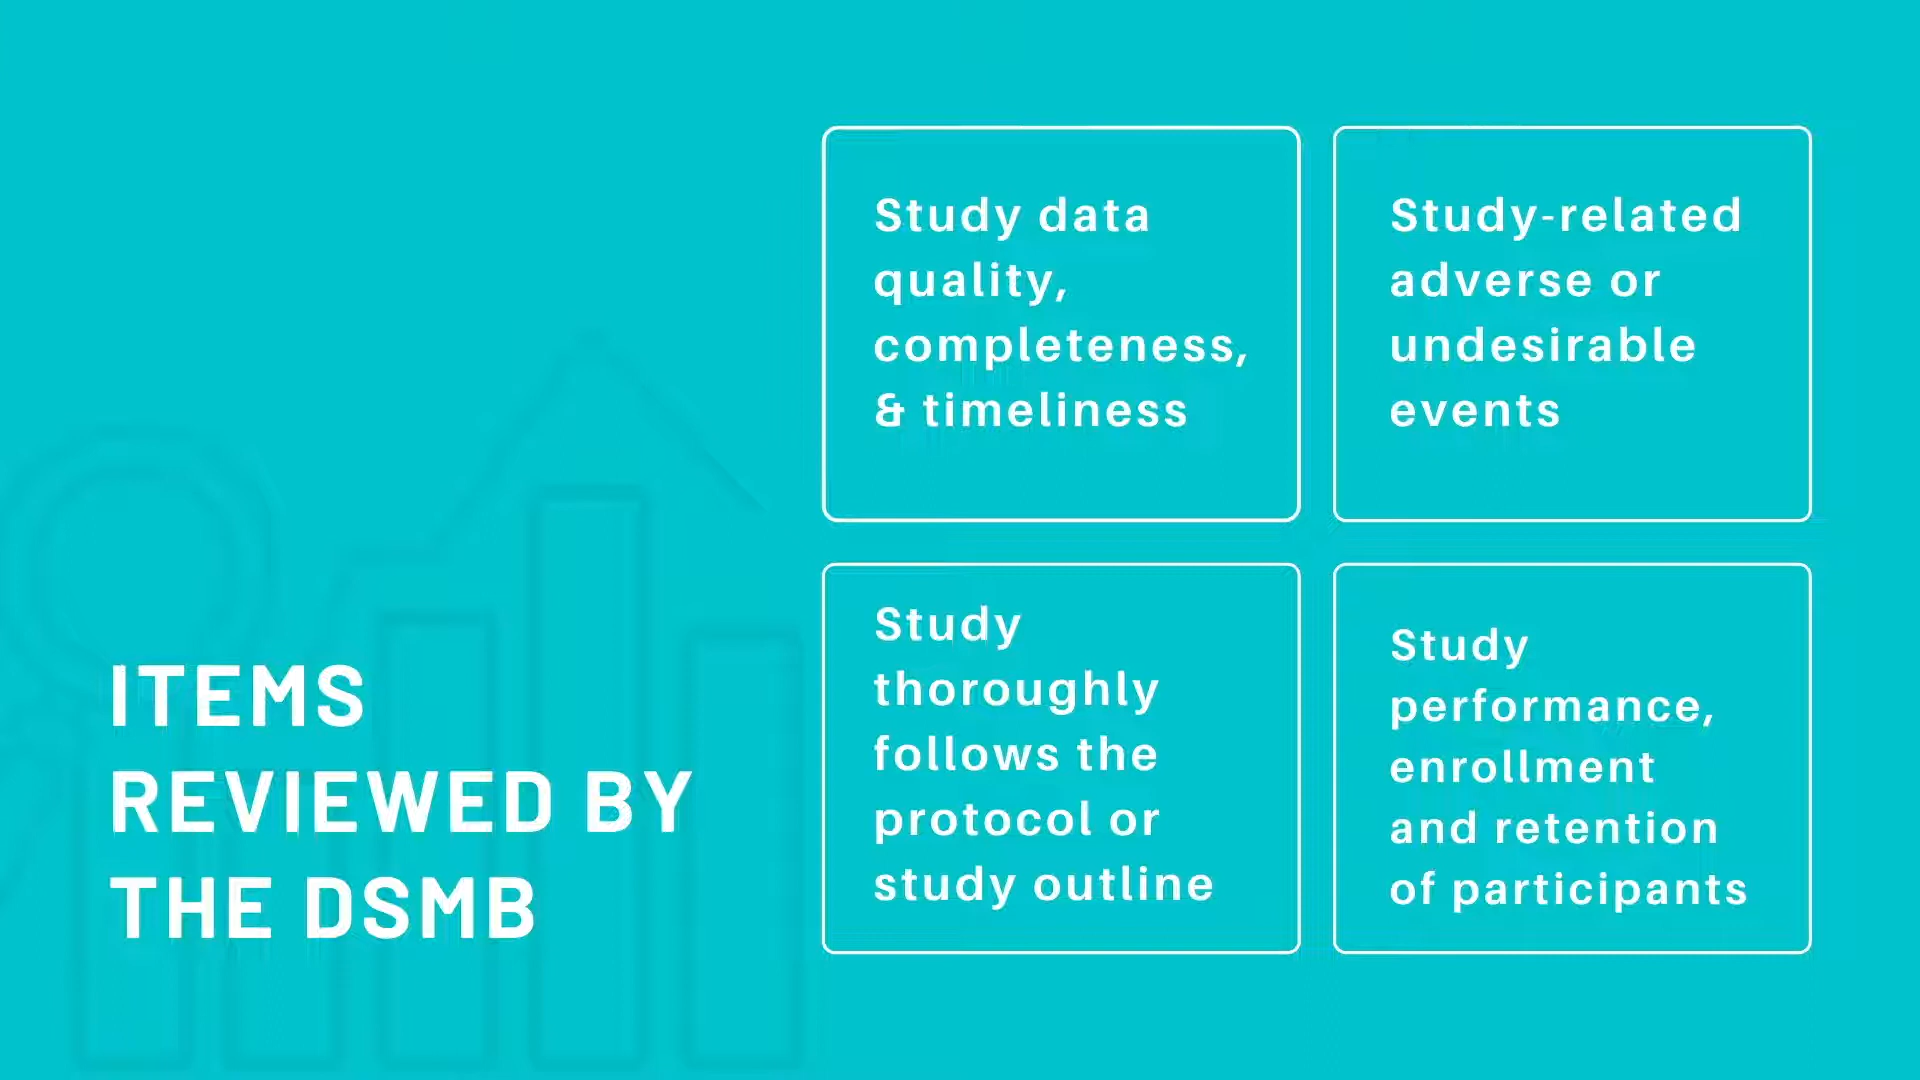 ITEMS
REVIEWED BY
THE DSMB
Study data
quality,
completeness,
& timeliness
Study-related
adverse or
undesirable
events
Study
thoroughly
follows the
protocol or
study outline
Study
performance,
enrollment
and retention
of participants